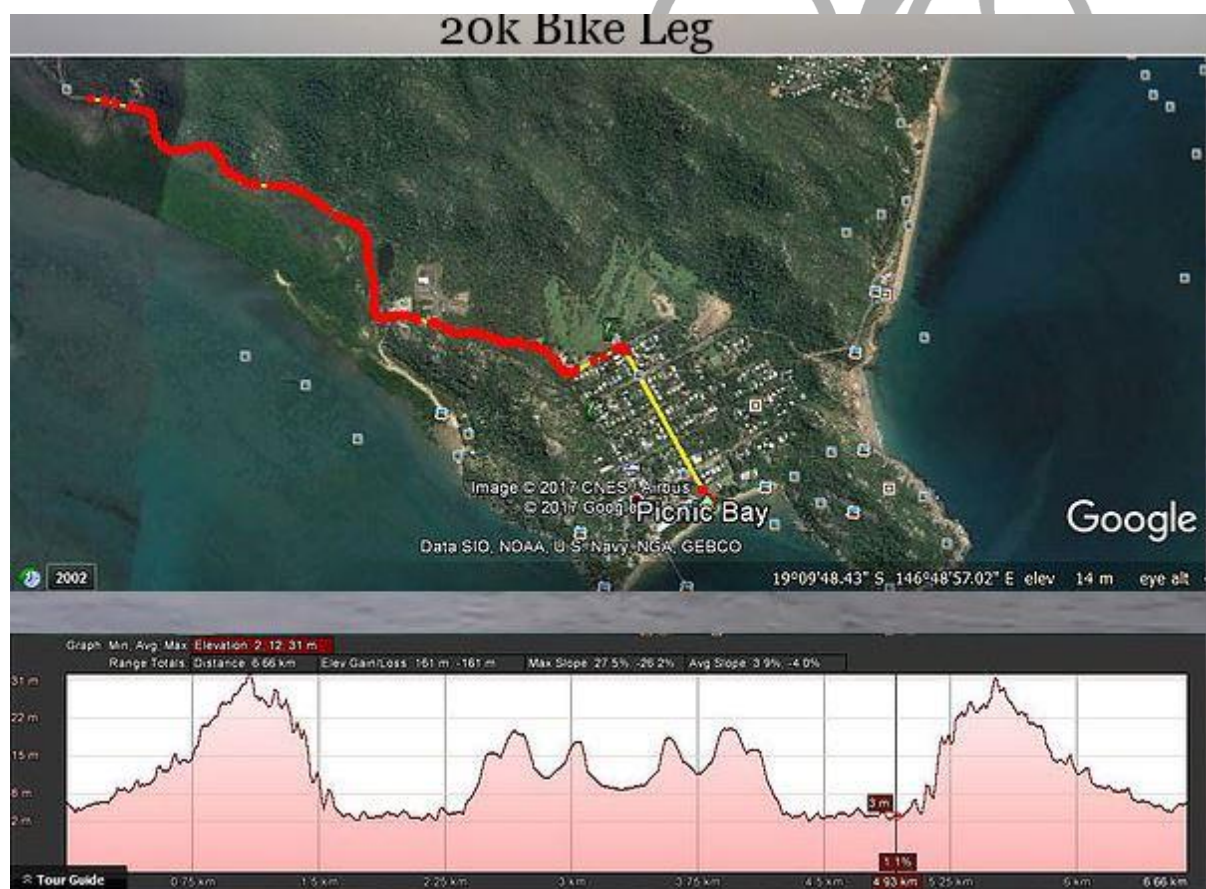 20k Bike Leg
Image © 2017 CNES / Airbus
© 2017 Google
Picnic Bay
Google
Data SIO, NOAA, U.S. Navy, NGA, GEBCO
2002
19°09'48.43" S 146°48'57.02" E elev 14 m eye alt
Graph: Min, Avg, Max Elevation: 2, 12, 31 m
Range Totals: Distance: 6.66 km Elev Gain/Loss: 161 m, -161 m Max Slope: 27.5%, -26.2% Avg Slope: 3.9%, -4.0%
31 m
22 m
15 m
2 m
3 m
1.1%
Tour Guide
0.75 km 1.5 km 2.25 km 3 km 3.75 km 4.5 km 4.93 km 5.25 km 6 km 6.66 km